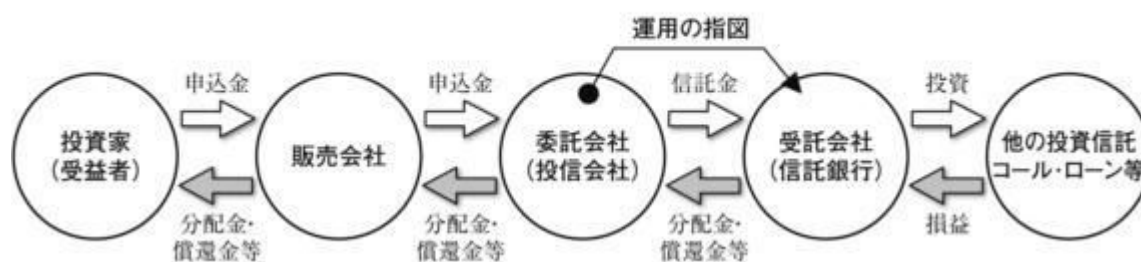 運用の指図
申込金
申込金
信託金
投資
投資家
(受益者)
販売会社
委託会社
(投信会社)
受託会社
(信託銀行)
他の投資信託
コール・ローン等
分配金・
償還金等
分配金・
償還金等
分配金・
償還金等
損益